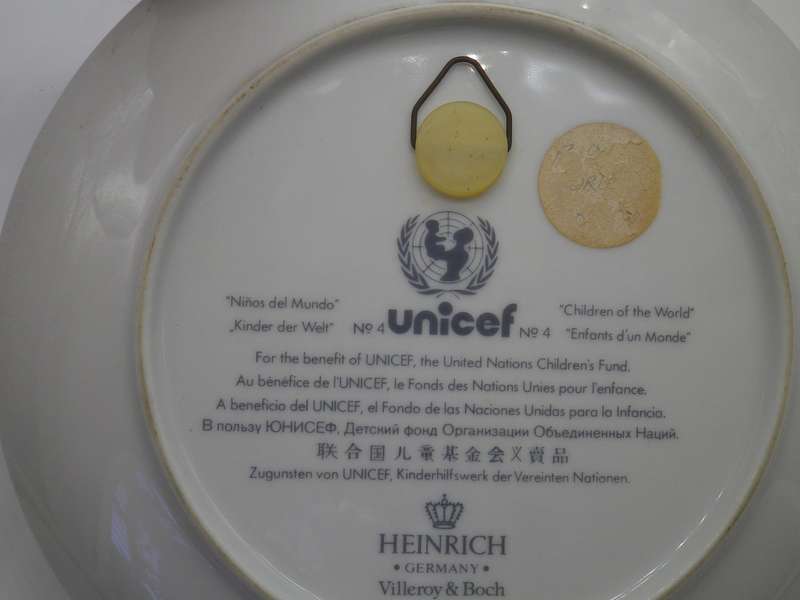 "Niños del Mundo"
„Kinder der Welt"
№ 4 unicef № 4
"Children of the World"
"Enfants d'un Monde"
For the benefit of UNICEF, the United Nations Children's Fund.
Au bénéfice de l'UNICEF, le Fonds des Nations Unies pour l'enfance.
A beneficio del UNICEF, el Fondo de las Naciones Unidas para la Infancia.
В пользу ЮНИСЕФ, Детский фонд Организации Объединенных Наций.
联合国儿童基金会义賣品
Zugunsten von UNICEF, Kinderhilfswerk der Vereinten Nationen.
HEINRICH
• GERMANY •
Villeroy & Boch